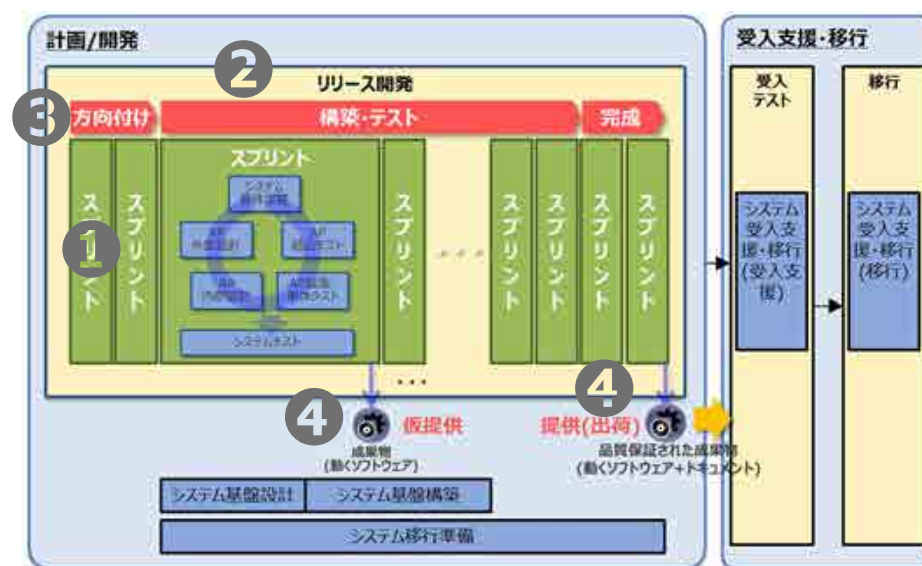 計画/開発
❷
リリース開発
❸
方向付け
構築・テスト
完成
スプリント
スプリント
❶
スプリント
システム
要件定義
AP
外部設計
AP
結合テスト
AP
内部設計
システムテスト
スプリント
・・・
スプリント
スプリント
スプリント
スプリント
・・・
❹
仮提供
成果物
(動くソフトウェア)
❹
提供(出荷)
品質保証された成果物
(動くソフトウェア+ドキュメント)
システム基盤設計
システム基盤構築
システム移行準備
受入支援・移行
受入
テスト
システム
受入支
援・移行
(受入支
援)
移行
システム
受入支
援・移行
(移行)